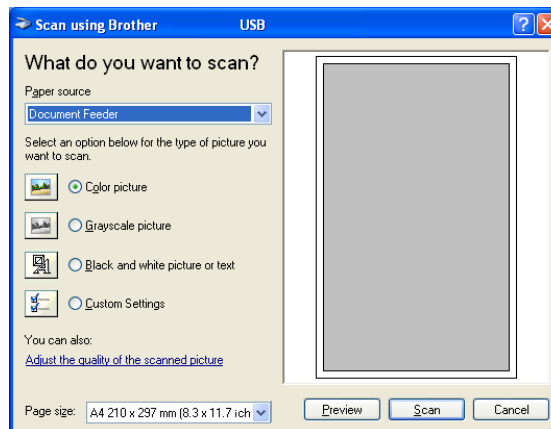 Scan using Brother USB
What do you want to scan?
Paper source
Document Feeder
Select an option below for the type of picture you
want to scan.
Color picture
Grayscale picture
Black and white picture or text
Custom Settings
You can also:
Adjust the quality of the scanned picture
Page size: A4 210 x 297 mm (8.3 x 11.7 ich
Preview Scan Cancel